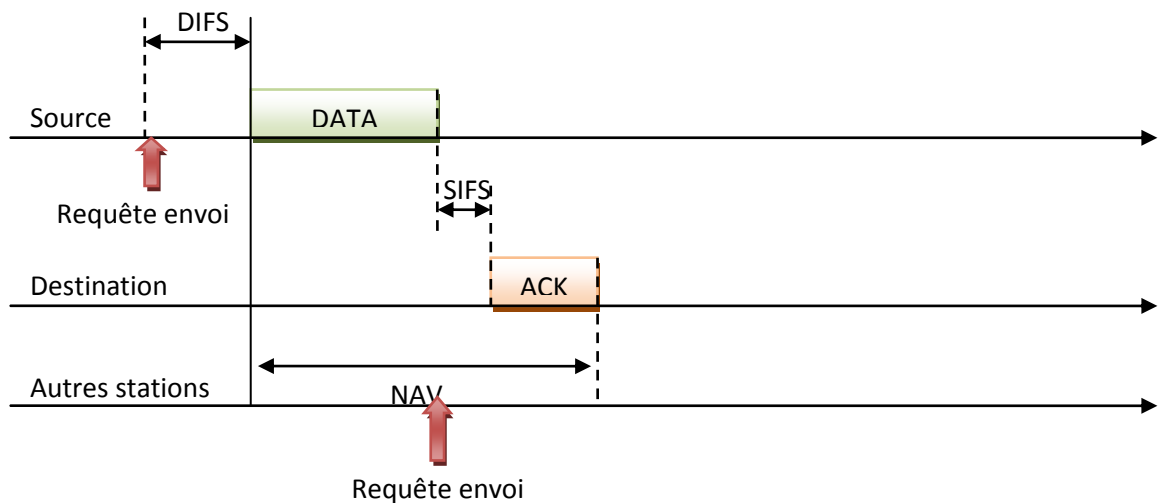 DIFS
Source
DATA
Requête envoi
SIFS
Destination
ACK
Autres stations
NAV
Requête envoi